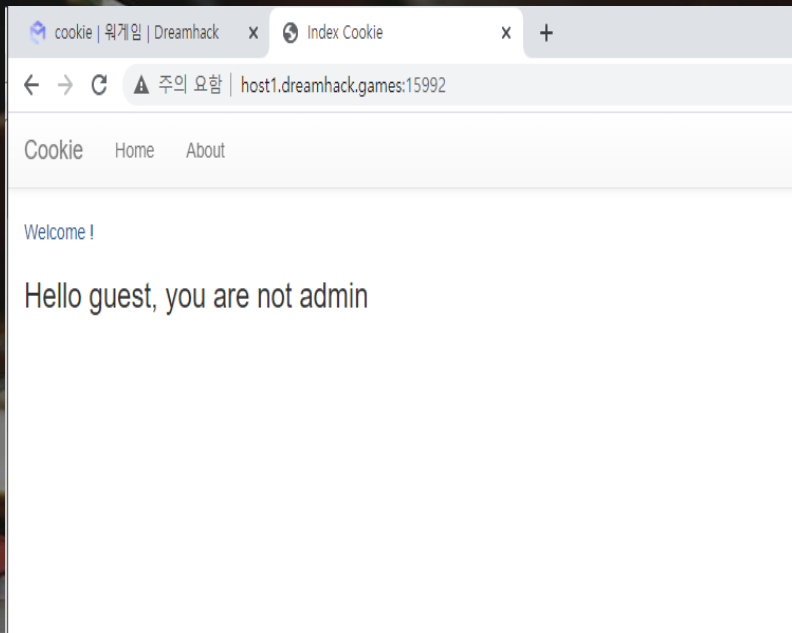 cookie | 워게임 | Dreamhack
Index Cookie
주의 요함 | host1.dreamhack.games:15992
Cookie Home About
Welcome !
Hello guest, you are not admin